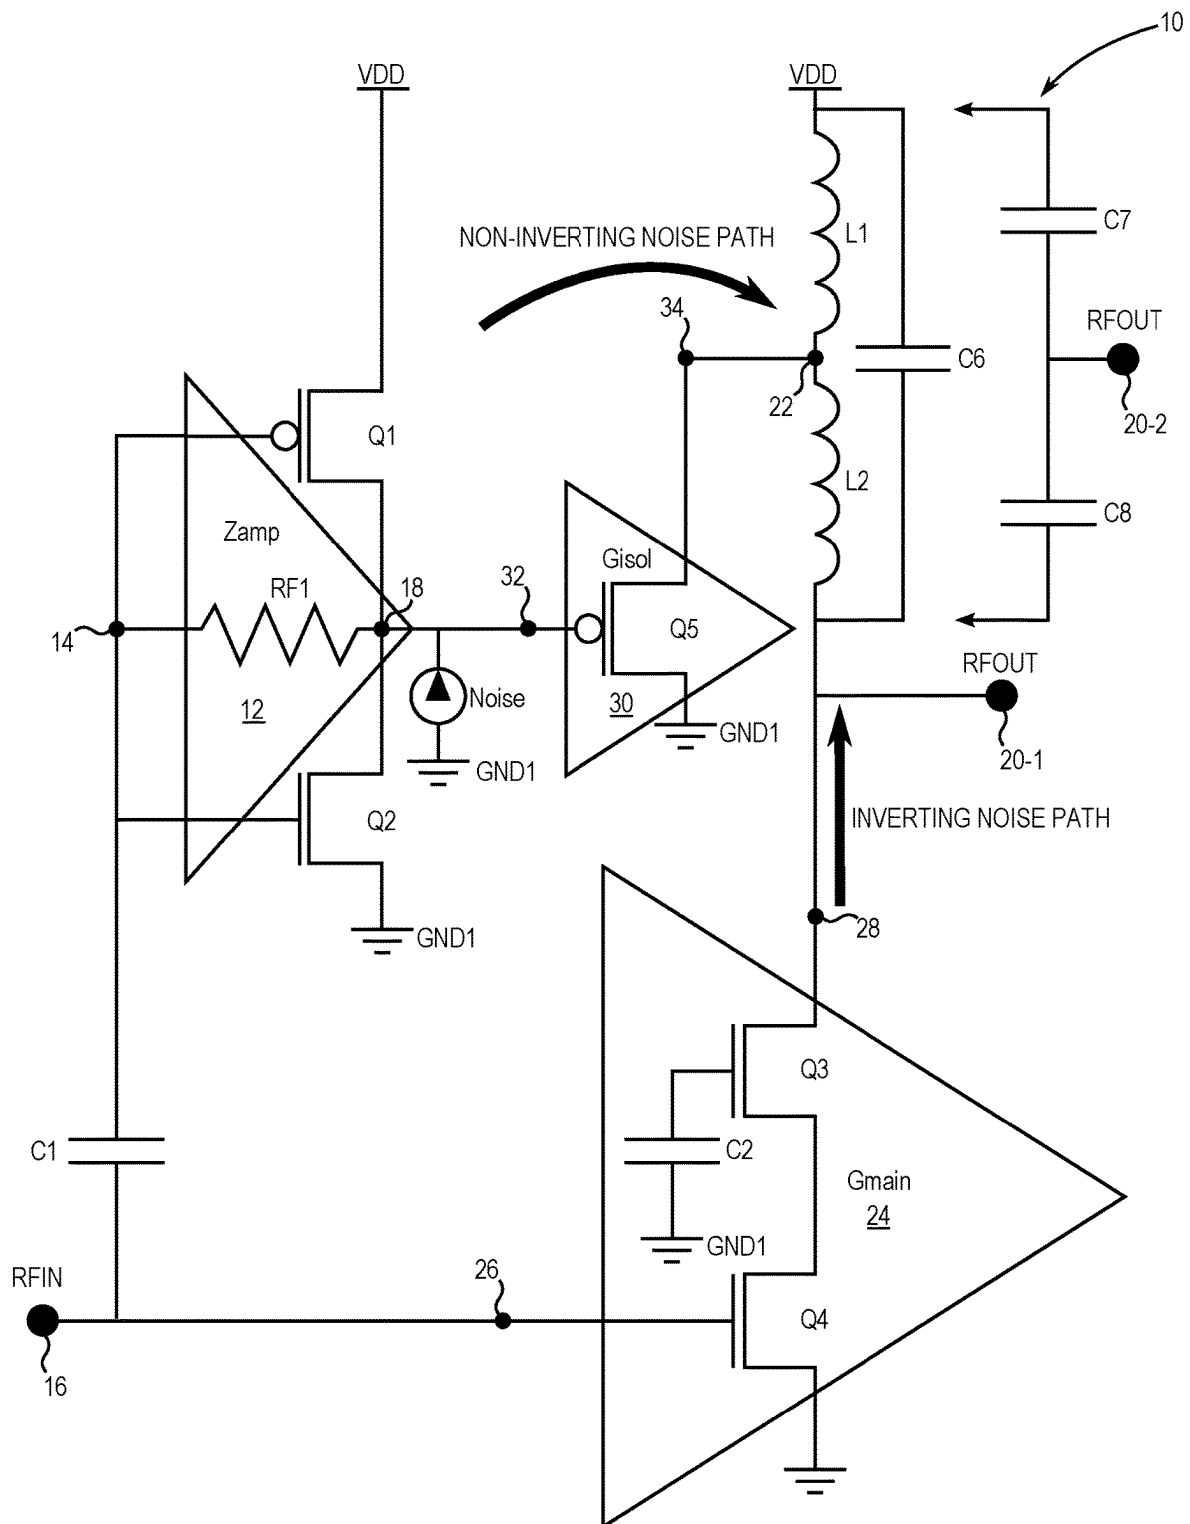 10
VDD
VDD
C7
L1
NON-INVERTING NOISE PATH
34
RFOUT
C6
22
20-2
Q1
L2
C8
Zamp
Gisol
32
18
RF1
14
Q5
RFOUT
Noise
12
30
GND1
20-1
GND1
Q2
INVERTING NOISE PATH
28
GND1
Q3
C1
C2
Gmain
24
GND1
RFIN
26
Q4
16